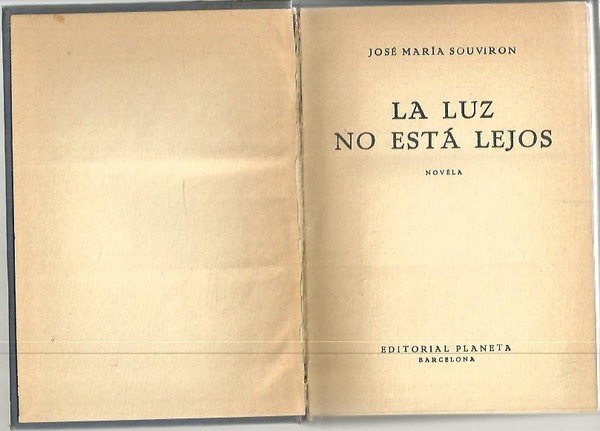 JOSÉ MARÍA SOUVIRON
LA LUZ
NO ESTÁ LEJOS
NOVELA
EDITORIAL PLANETA
BARCELONA